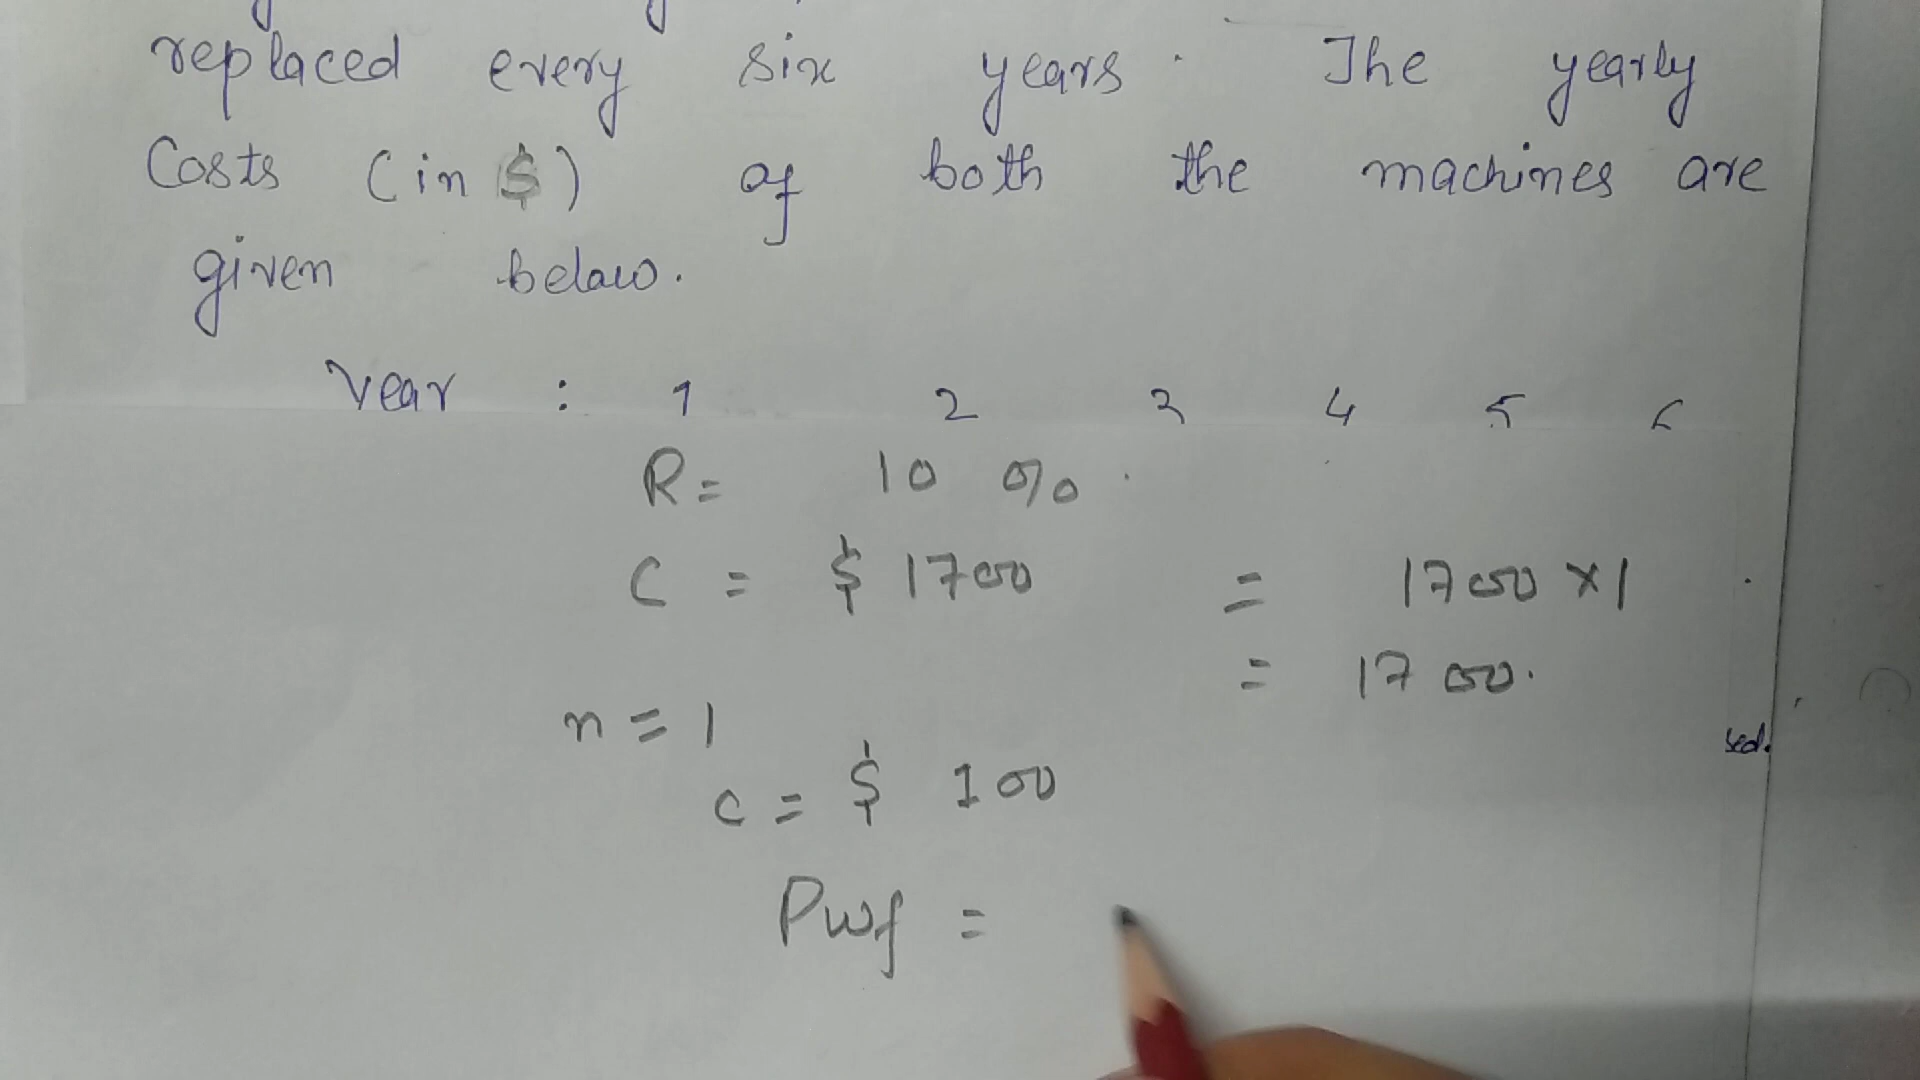 replaced every six years. The yearly
Costs (in $) of both the machines are
given below.
Year : 1 2 3 4 5 6
R = 10 %.
C = $ 1700 = 1700 × 1
= 1700.
n = 1
C = $ 100
Pwf =